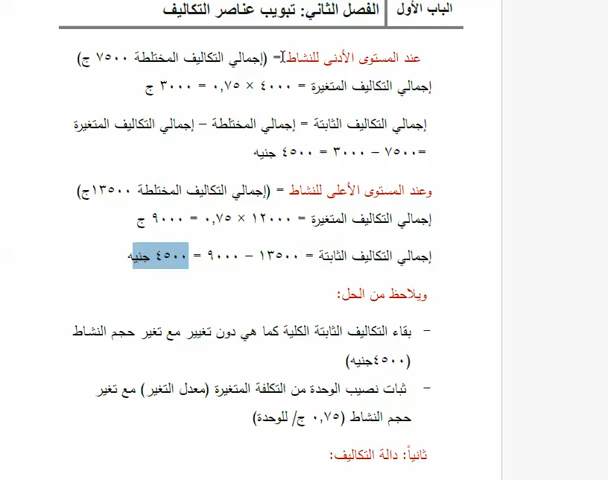 الباب الأول | الفصل الثاني: تبويب عناصر التكاليف
عند المستوى الأدنى للنشاط= (إجمالي التكاليف المختلطة ٧٥٠٠ ج)
إجمالي التكاليف المتغيرة = ٤٠٠٠ × ٠,٧٥ = ٣٠٠٠ ج
إجمالي التكاليف الثابتة = إجمالي المختلطة – إجمالي التكاليف المتغيرة
=٧٥٠٠ – ٣٠٠٠ = ٤٥٠٠ جنيه
وعند المستوى الأعلى للنشاط = (إجمالي التكاليف المختلطة ١٣٥٠٠ج)
إجمالي التكاليف المتغيرة = ١٢٠٠٠ × ٠,٧٥ = ٩٠٠٠ ج
إجمالي التكاليف الثابتة = ١٣٥٠٠ – ٩٠٠٠ = ٤٥٠٠ جنيه
ويلاحظ من الحل:
– بقاء التكاليف الثابتة الكلية كما هي دون تغيير مع تغير حجم النشاط
(٤٥٠٠جنيه)
– ثبات نصيب الوحدة من التكلفة المتغيرة (معدل التغير) مع تغير
حجم النشاط (٠,٧٥ ج/ للوحدة)
ثانياً: دالة التكاليف: